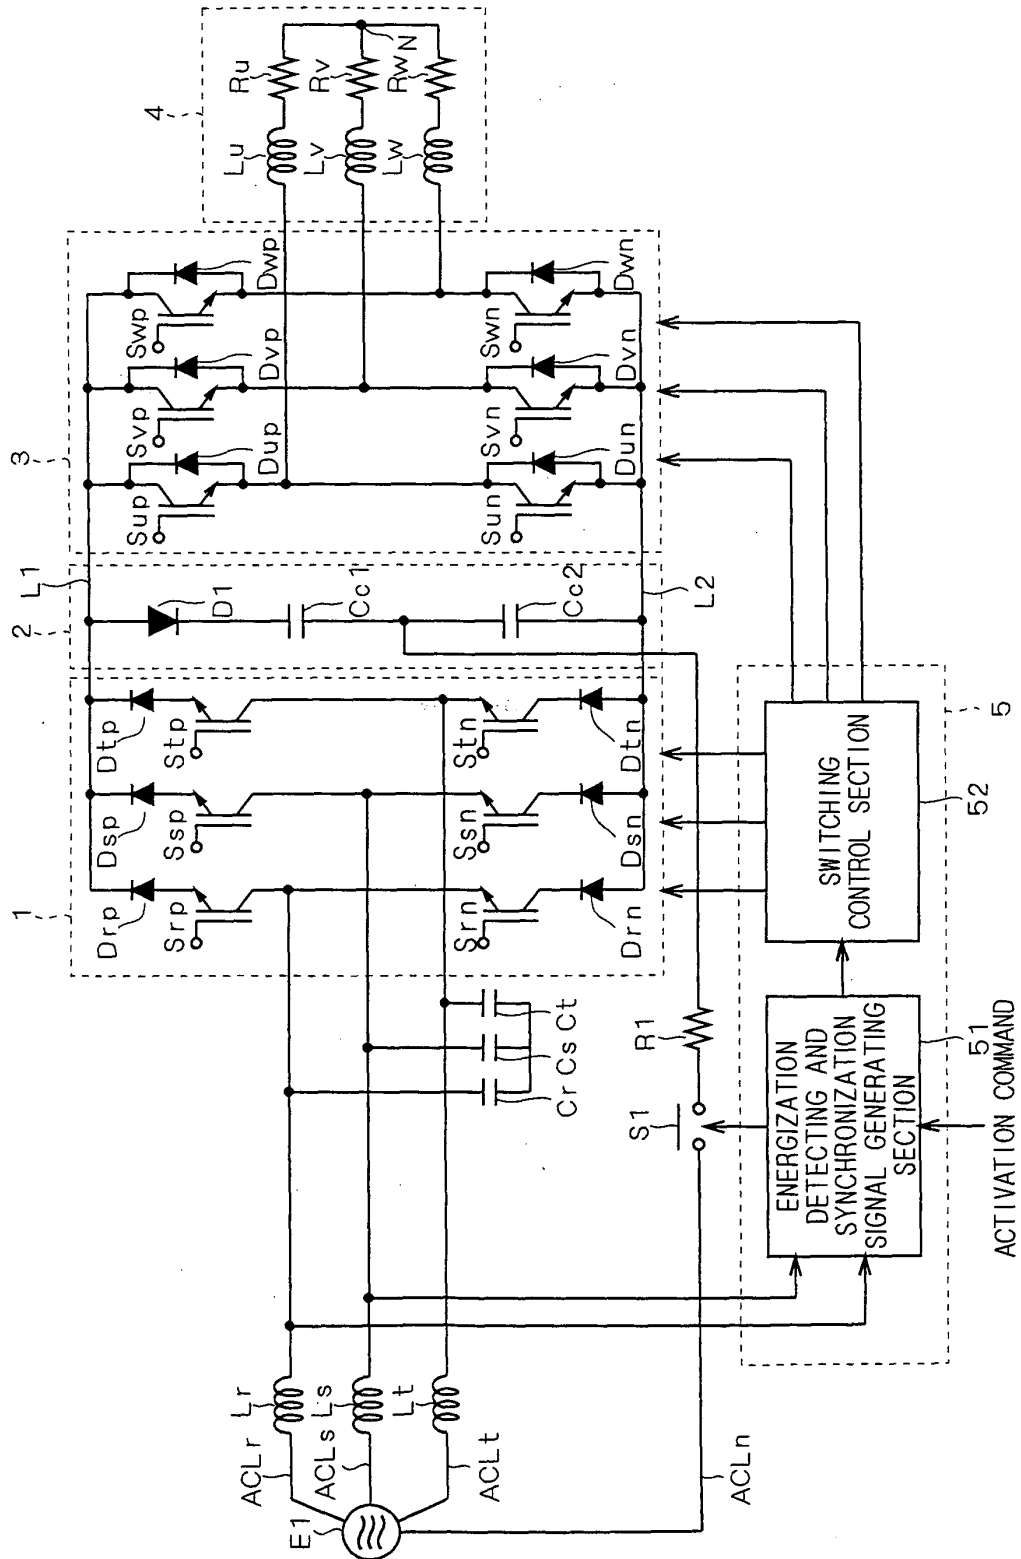 E1
ACLr
ACLs
ACLt
ACLn
Lr
Ls
Lt
Cr
Cs
Ct
S1
R1
1
Drp
Dsp
Dtp
Srp
Ssp
Stp
Srn
Ssn
Stn
Drn
Dsn
Dtn
2
L1
D1
Cc1
Cc2
L2
3
Sup
Svp
Swp
Dup
Dvp
Dwp
Sun
Svn
Swn
Dun
Dvn
Dwn
4
Lu
Ru
Lv
Rv
Lw
Rw
N
5
ENERGIZATION
DETECTING AND
SYNCHRONIZATION
SIGNAL GENERATING
SECTION
51
ACTIVATION COMMAND
SWITCHING
CONTROL SECTION
52